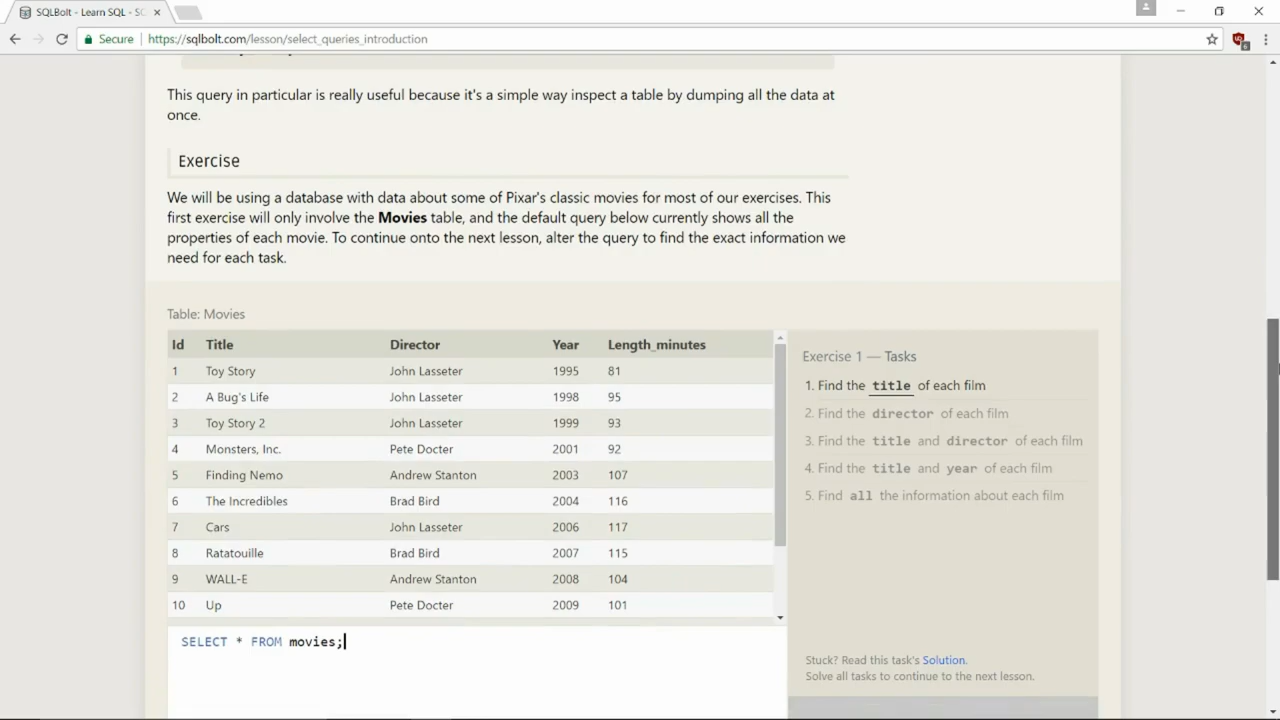 SQLBolt - Learn SQL - SC
Secure
https://sqlbolt.com/lesson/select_queries_introduction
This query in particular is really useful because it's a simple way inspect a table by dumping all the data at
once.
Exercise
We will be using a database with data about some of Pixar's classic movies for most of our exercises. This
first exercise will only involve the Movies table, and the default query below currently shows all the
properties of each movie. To continue onto the next lesson, alter the query to find the exact information we
need for each task.
Table: Movies
Id Title Director Year Length_minutes
1 Toy Story John Lasseter 1995 81
2 A Bug's Life John Lasseter 1998 95
3 Toy Story 2 John Lasseter 1999 93
4 Monsters, Inc. Pete Docter 2001 92
5 Finding Nemo Andrew Stanton 2003 107
6 The Incredibles Brad Bird 2004 116
7 Cars John Lasseter 2006 117
8 Ratatouille Brad Bird 2007 115
9 WALL-E Andrew Stanton 2008 104
10 Up Pete Docter 2009 101
SELECT * FROM movies;
Exercise 1 — Tasks
1. Find the title of each film
2. Find the director of each film
3. Find the title and director of each film
4. Find the title and year of each film
5. Find all the information about each film
Stuck? Read this task's Solution.
Solve all tasks to continue to the next lesson.